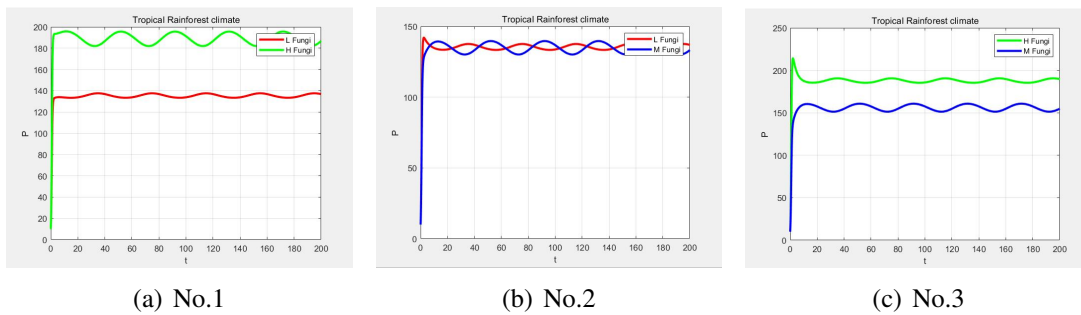 Tropical Rainforest climate
200
180
160
140
120
100
80
60
40
20
0
P
L Fungi
H Fungi
0 20 40 60 80 100 120 140 160 180 200
t
(a) No.1
Tropical Rainforest climate
150
100
50
0
P
L Fungi
M Fungi
0 20 40 60 80 100 120 140 160 180 200
t
(b) No.2
Tropical Rainforest climate
250
200
150
100
50
0
P
H Fungi
M Fungi
0 20 40 60 80 100 120 140 160 180 200
t
(c) No.3